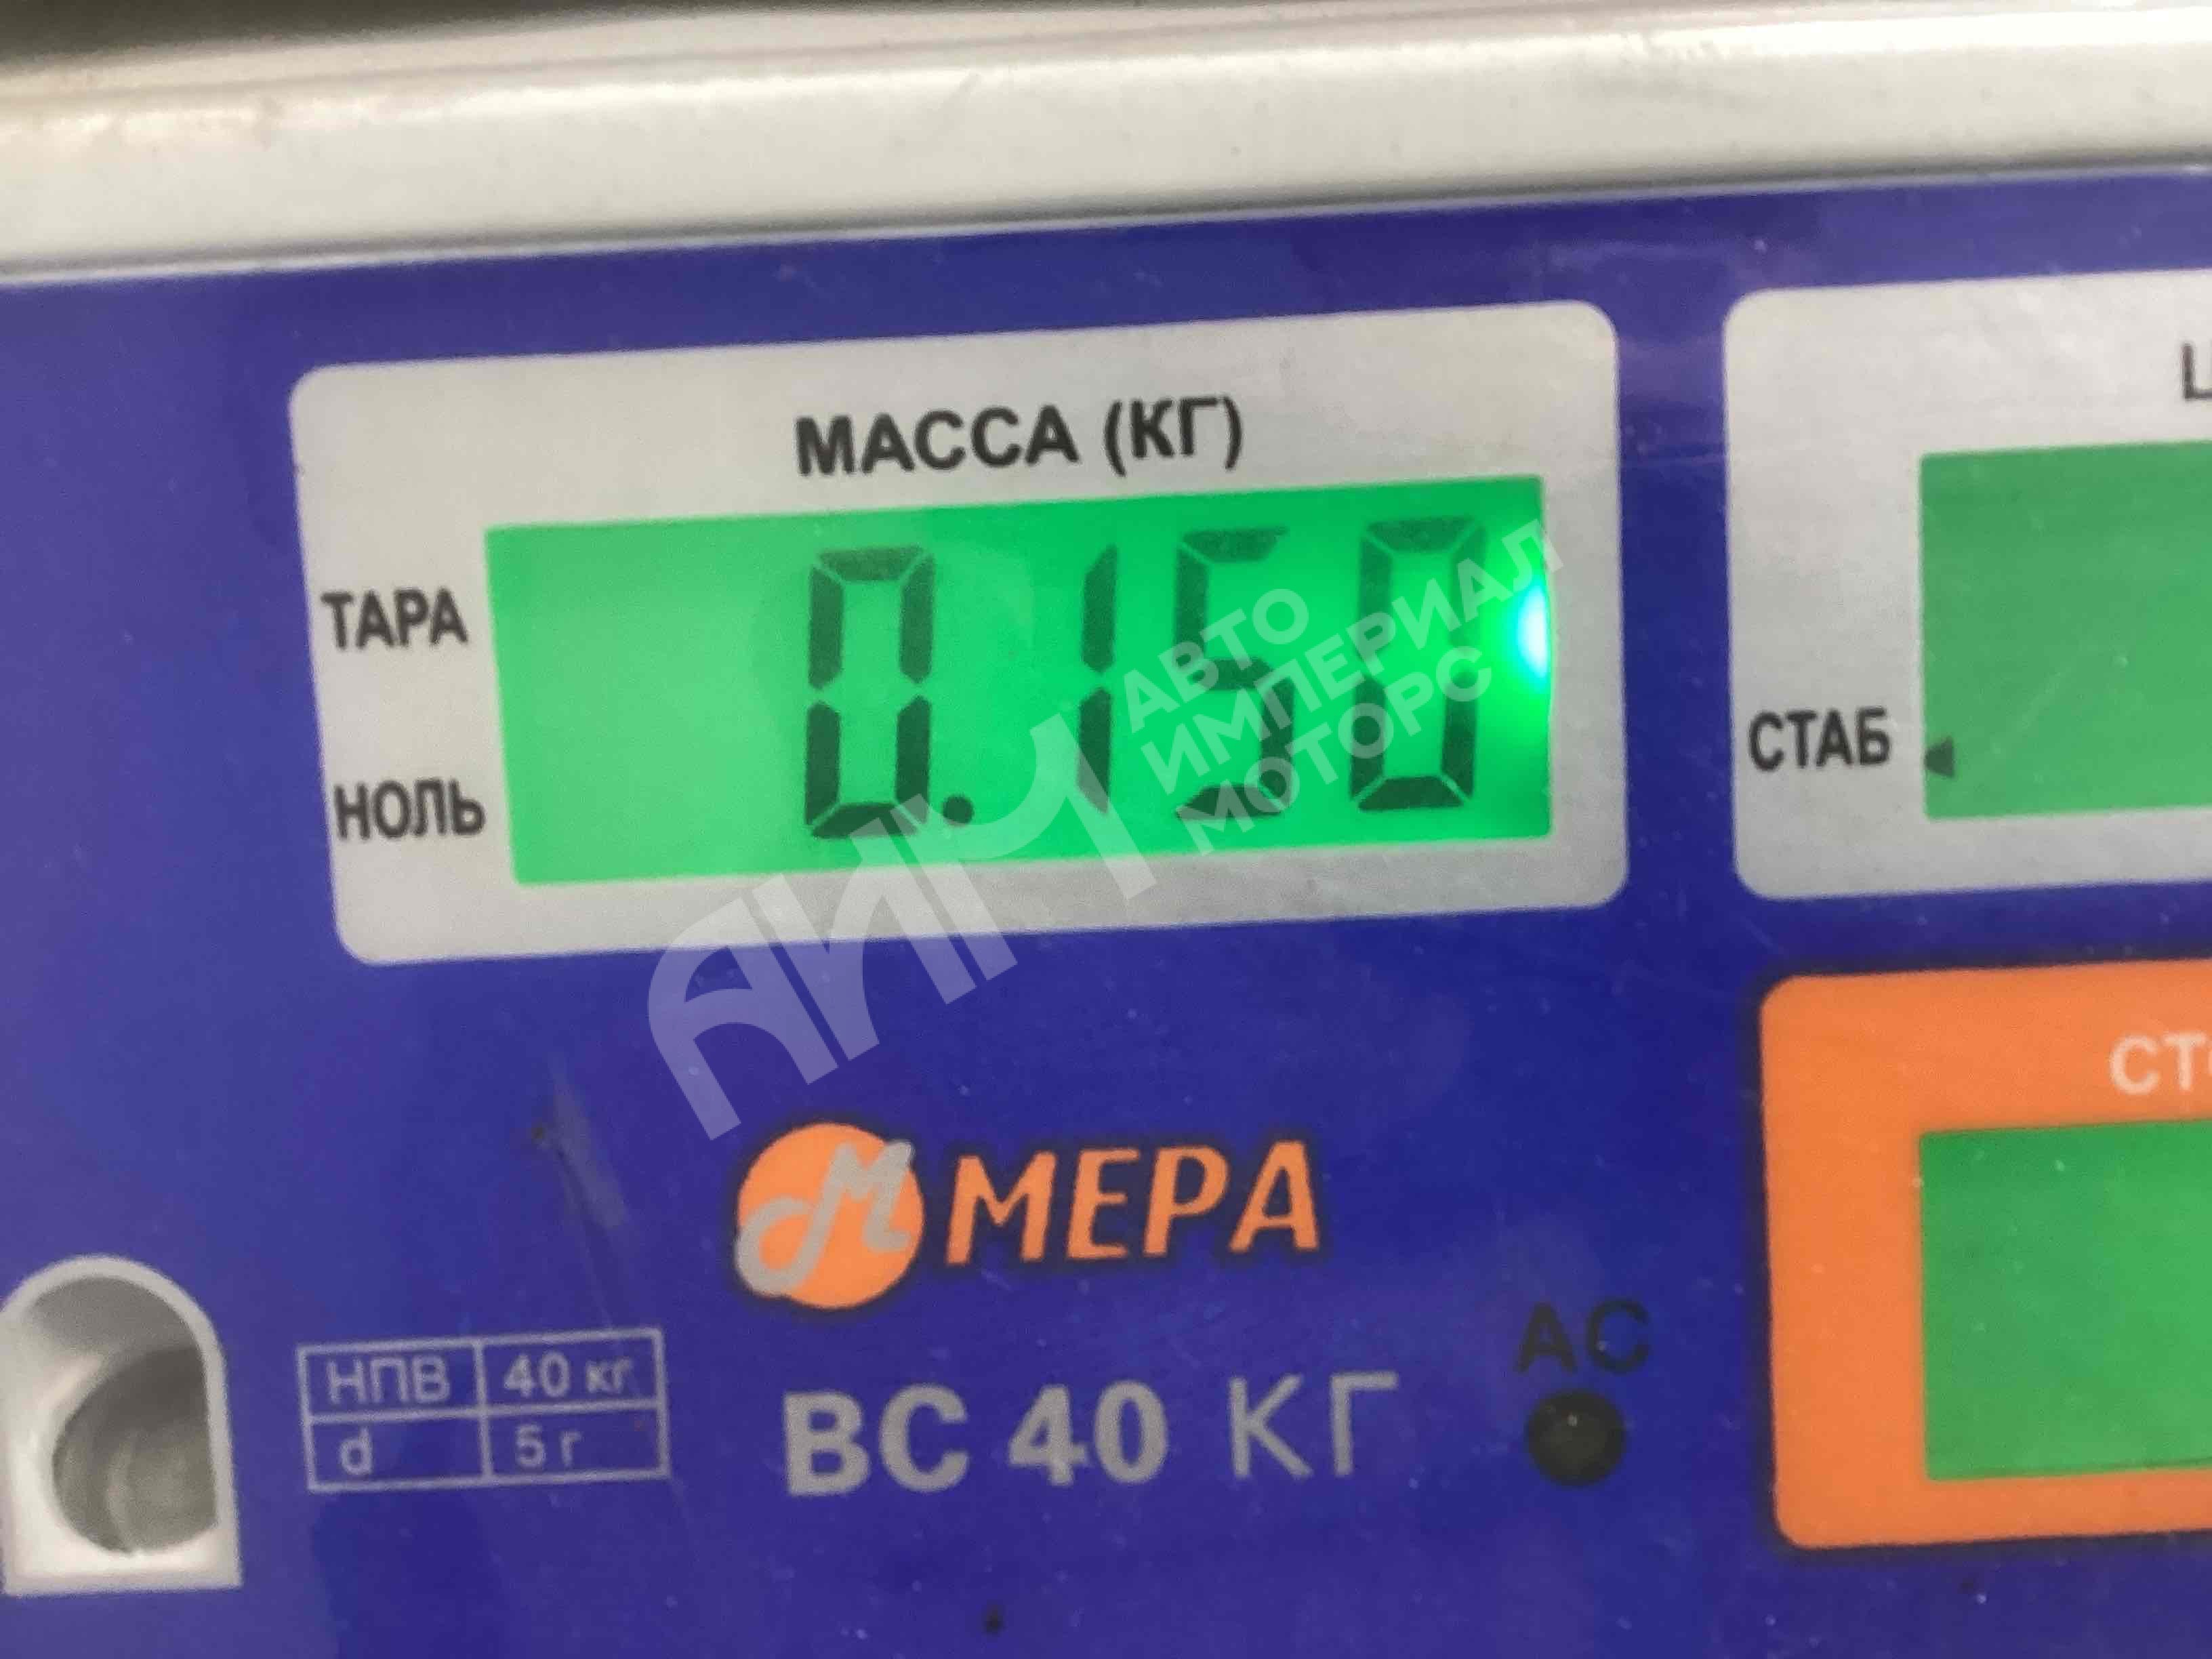 МАССА (КГ)
ТАРА
0.150
НОЛЬ
СТАБ
АИМ
АВТО
ИМПЕРИАЛ
МОТОРС
МЕРА
НПВ 40 кг
d 5 г
ВС 40 КГ
АС